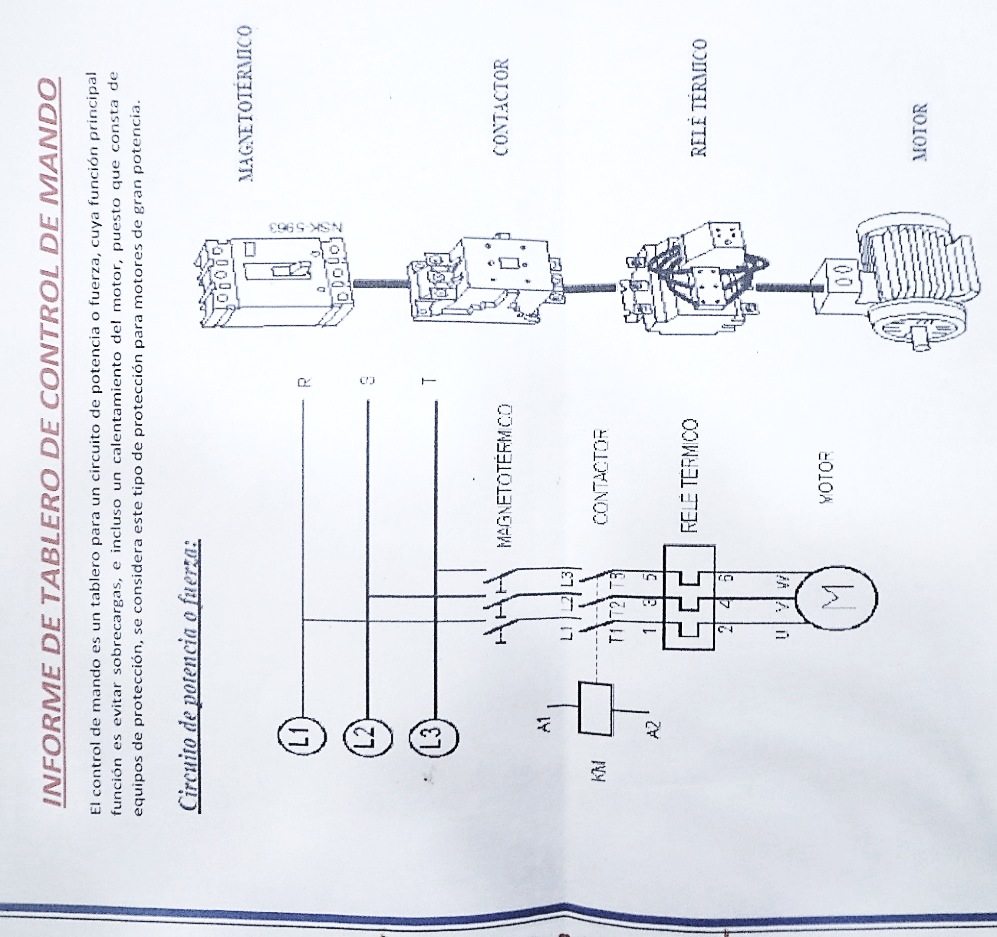 INFORME DE TABLERO DE CONTROL DE MANDO
El control de mando es un tablero para un circuito de potencia o fuerza, cuya función principal
función es evitar sobrecargas, e incluso un calentamiento del motor, puesto que consta de
equipos de protección, se considera este tipo de protección para motores de gran potencia.
Circuito de potencia o fuerza:
L1 R
L2 S
L3 T
MAGNETOTÉRMICO
L1 L2 L3
A1
KM
A2
CONTACTOR
T1 T2 T3
1 3 5
RELÉ TERMICO
2 4 6
U V W
M
MOTOR
MAGNETOTÉRMICO
NSK 5963
CONTACTOR
RELÉ TÉRMICO
MOTOR